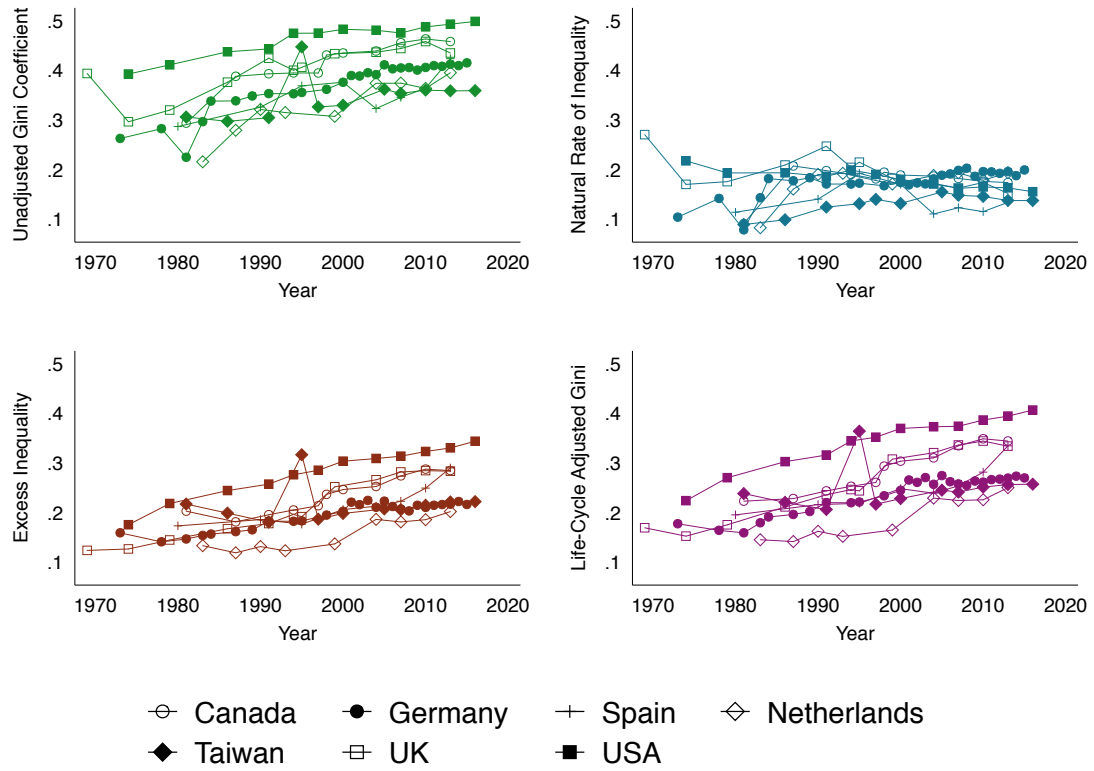 Unadjusted Gini Coefficient
.5
.4
.3
.2
.1
1970 1980 1990 2000 2010 2020
Year
Natural Rate of Inequality
.5
.4
.3
.2
.1
1970 1980 1990 2000 2010 2020
Year
Excess Inequality
.5
.4
.3
.2
.1
1970 1980 1990 2000 2010 2020
Year
Life-Cycle Adjusted Gini
.5
.4
.3
.2
.1
1970 1980 1990 2000 2010 2020
Year
Canada Germany Spain Netherlands
Taiwan UK USA